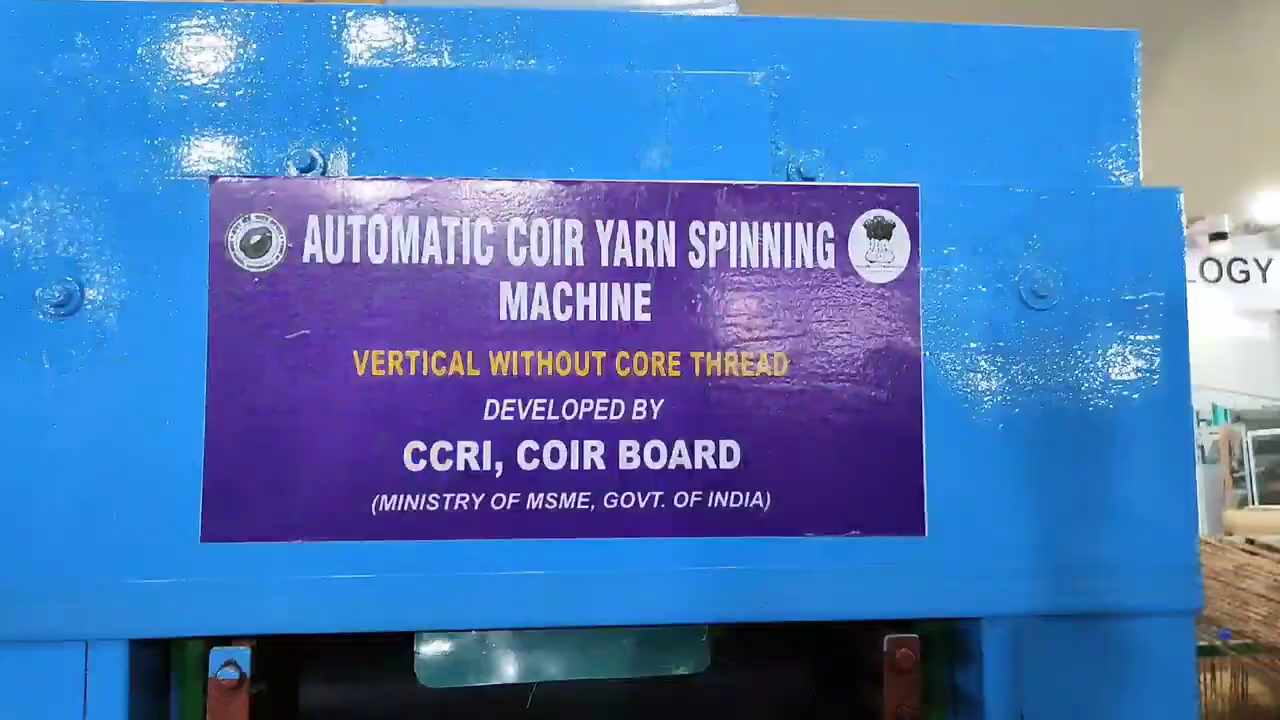 AUTOMATIC COIR YARN SPINNING
MACHINE
VERTICAL WITHOUT CORE THREAD
DEVELOPED BY
CCRI, COIR BOARD
(MINISTRY OF MSME, GOVT. OF INDIA)
LOGY